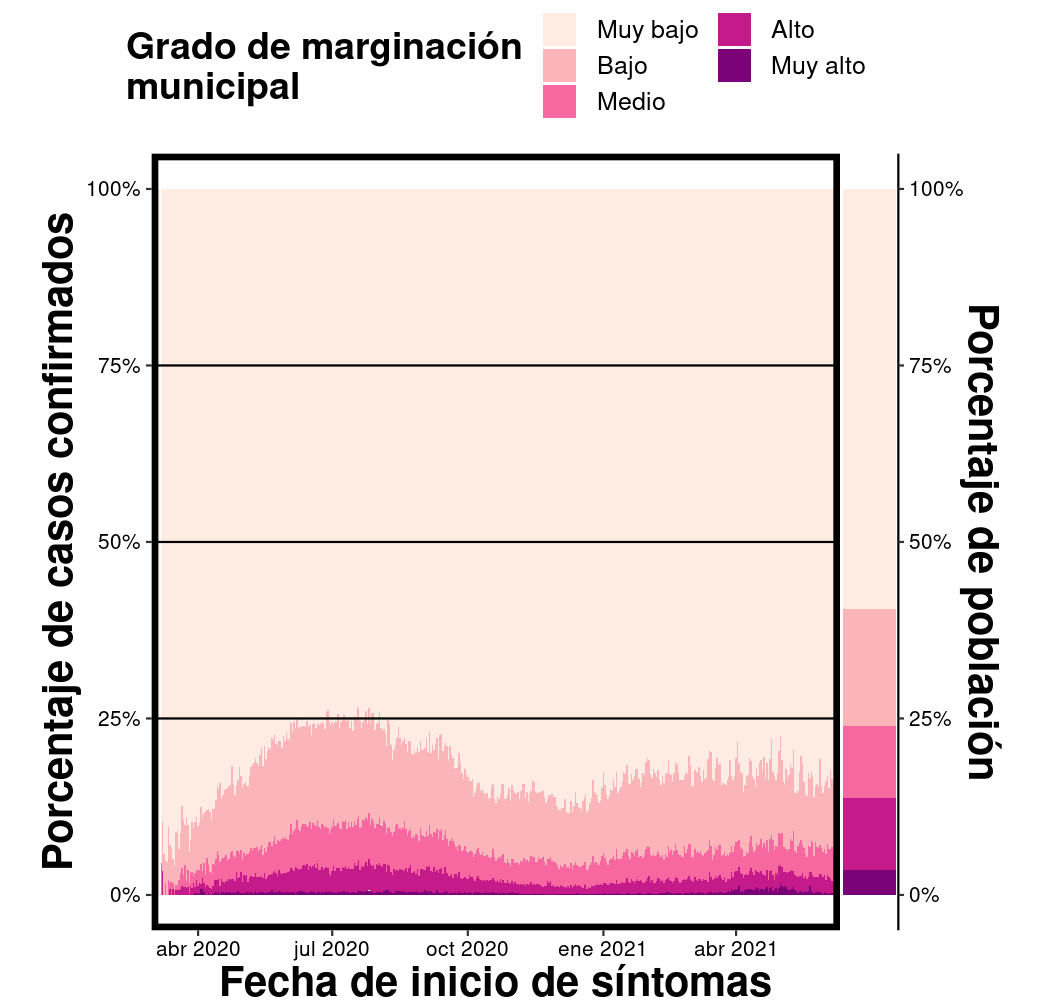 Grado de marginación
municipal
Muy bajo
Bajo
Medio
Alto
Muy alto
Porcentaje de casos confirmados
100%
75%
50%
25%
0%
abr 2020
jul 2020
oct 2020
ene 2021
abr 2021
Fecha de inicio de síntomas
100%
75%
50%
25%
0%
Porcentaje de población